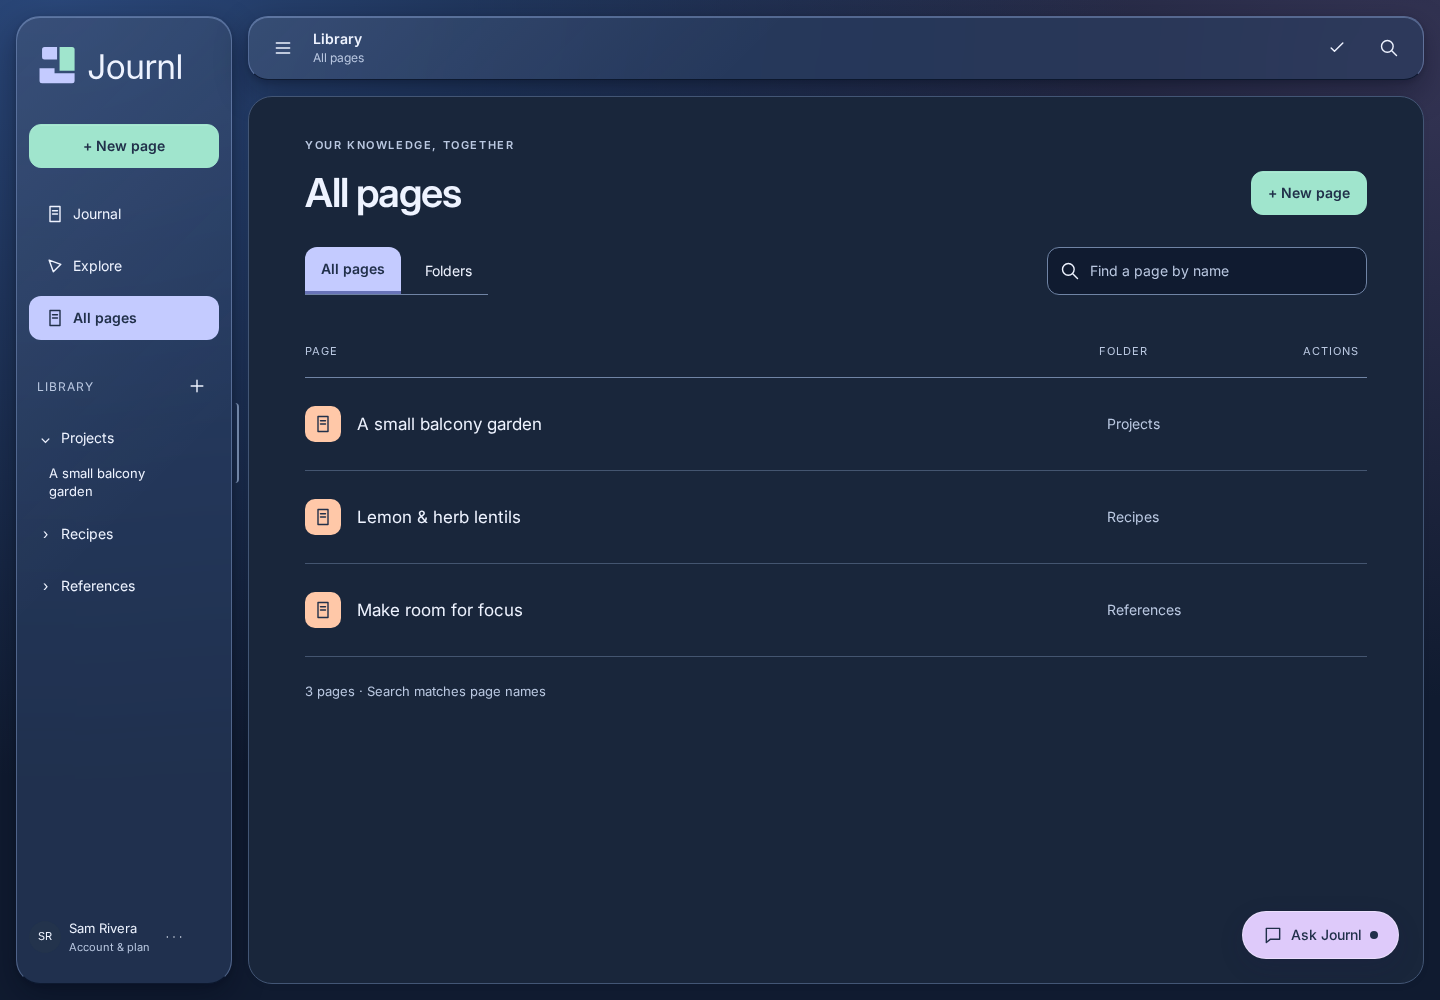 Journl
+ New page
Journal
Explore
All pages
LIBRARY
Projects
A small balcony
garden
Recipes
References
SR
Sam Rivera
Account & plan
Library
All pages
YOUR KNOWLEDGE, TOGETHER
All pages
+ New page
All pages
Folders
Find a page by name
PAGE
FOLDER
ACTIONS
A small balcony garden
Projects
Lemon & herb lentils
Recipes
Make room for focus
References
3 pages · Search matches page names
Ask Journl